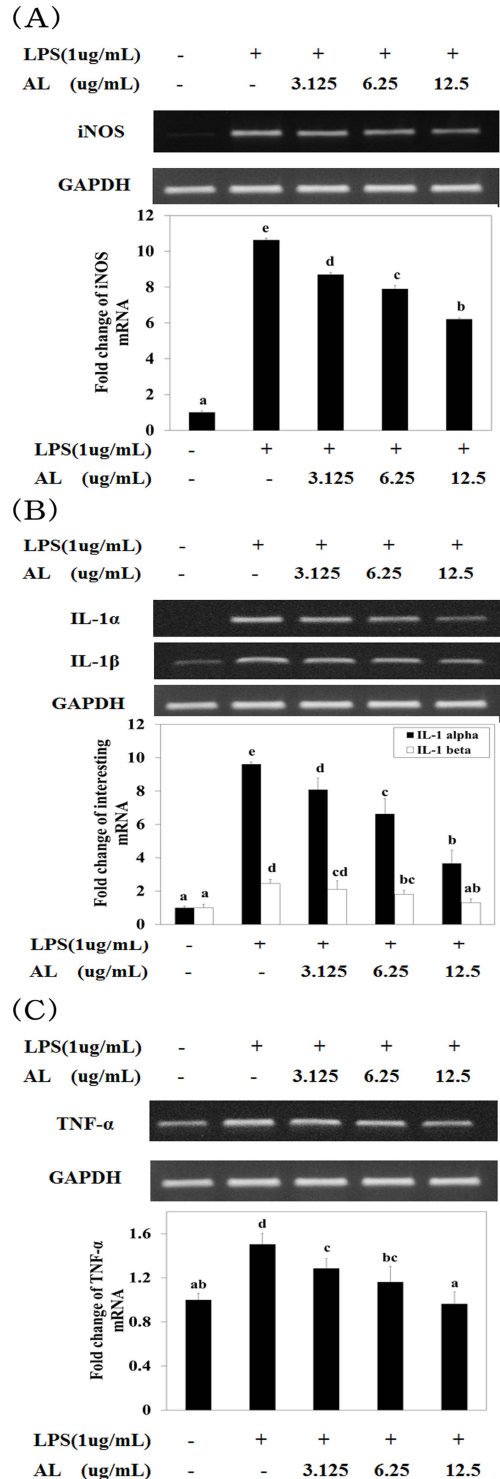 (A)
LPS(1ug/mL) - + + + +
AL (ug/mL) - - 3.125 6.25 12.5
iNOS
GAPDH
Fold change of iNOS
mRNA
12
10
8
6
4
2
0
a e d c b
LPS(1ug/mL) - + + + +
AL (ug/mL) - - 3.125 6.25 12.5
(B)
LPS(1ug/mL) - + + + +
AL (ug/mL) - - 3.125 6.25 12.5
IL-1α
IL-1β
GAPDH
Fold change of interesting
mRNA
12
10
8
6
4
2
0
IL-1 alpha
IL-1 beta
a a e d d cd c bc b ab
LPS(1ug/mL) - + + + +
AL (ug/mL) - - 3.125 6.25 12.5
(C)
LPS(1ug/mL) - + + + +
AL (ug/mL) - - 3.125 6.25 12.5
TNF-α
GAPDH
Fold change of TNF-α
mRNA
1.6
1.2
0.8
0.4
0
ab d c bc a
LPS(1ug/mL) - + + + +
AL (ug/mL) - - 3.125 6.25 12.5